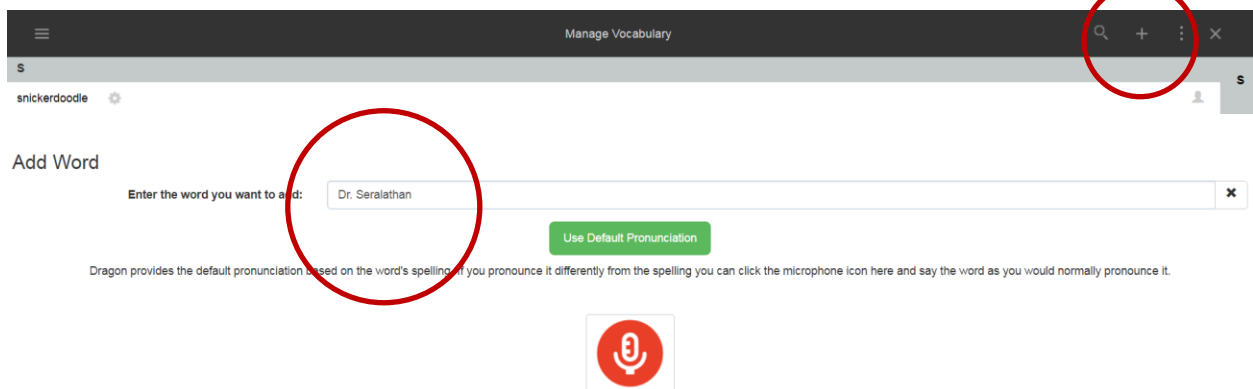 Manage Vocabulary
S
S
snickerdoodle
Add Word
Enter the word you want to add: Dr. Seralathan
Use Default Pronunciation
Dragon provides the default pronunciation based on the word's spelling. If you pronounce it differently from the spelling you can click the microphone icon here and say the word as you would normally pronounce it.